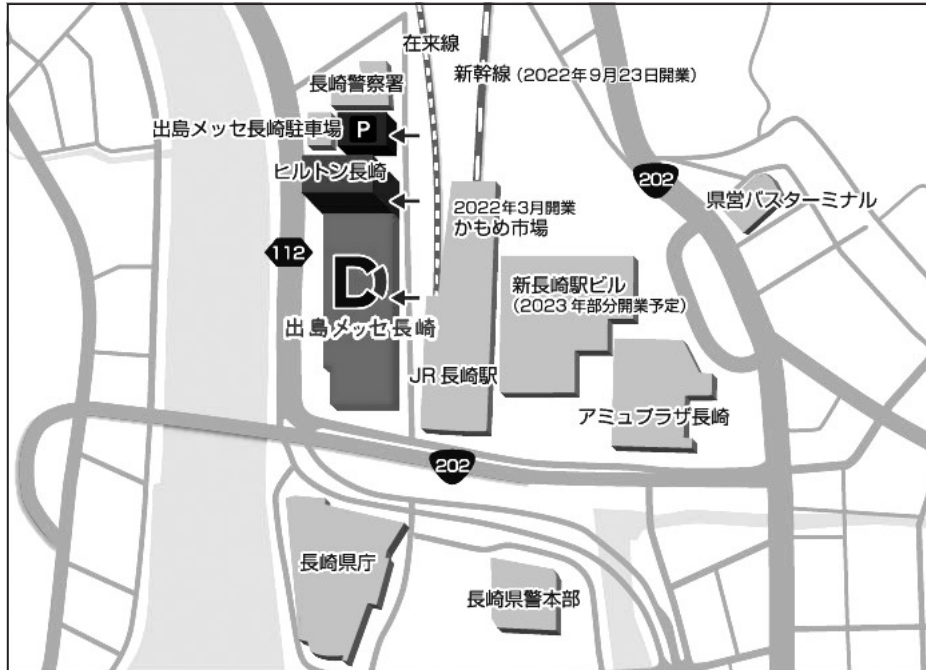 在来線
新幹線(2022年9月23日開業)
長崎警察署
出島メッセ長崎駐車場
P
ヒルトン長崎
202
県営バスターミナル
2022年3月開業
かもめ市場
112
新長崎駅ビル
(2023年部分開業予定)
出島メッセ長崎
JR長崎駅
アミュプラザ長崎
202
長崎県庁
長崎県警本部